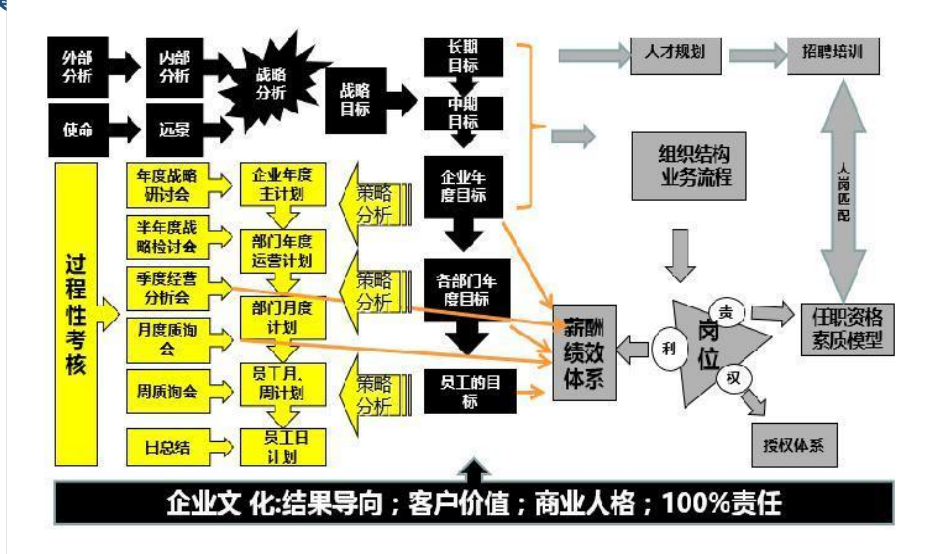 外部
分析
内部
分析
战略
分析
战略
目标
长期
目标
中期
目标
人才规划
招聘培训
使命
远景
过程性考核
年度战略
研讨会
企业年度
主计划
策略
分析
企业年
度目标
组织结构
业务流程
人岗匹配
半年度战
略检讨会
部门年度
运营计划
季度经营
分析会
部门月度
计划
策略
分析
各部门年
度目标
月度质询
会
薪酬
绩效
体系
利
岗
位
责
权
任职资格
素质模型
周质询会
员工月、
周计划
策略
分析
员工的目
标
日总结
员工日
计划
授权体系
企业文 化:结果导向；客户价值；商业人格；100%责任